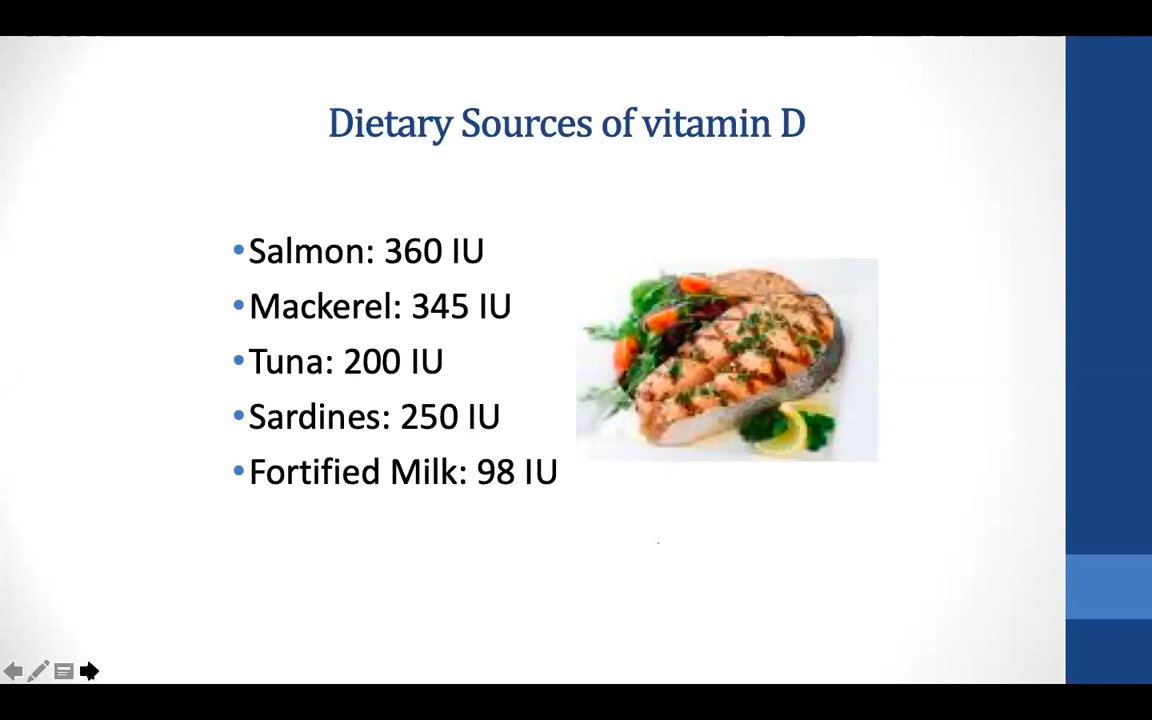 Dietary Sources of vitamin D
•Salmon: 360 IU
•Mackerel: 345 IU
•Tuna: 200 IU
•Sardines: 250 IU
•Fortified Milk: 98 IU